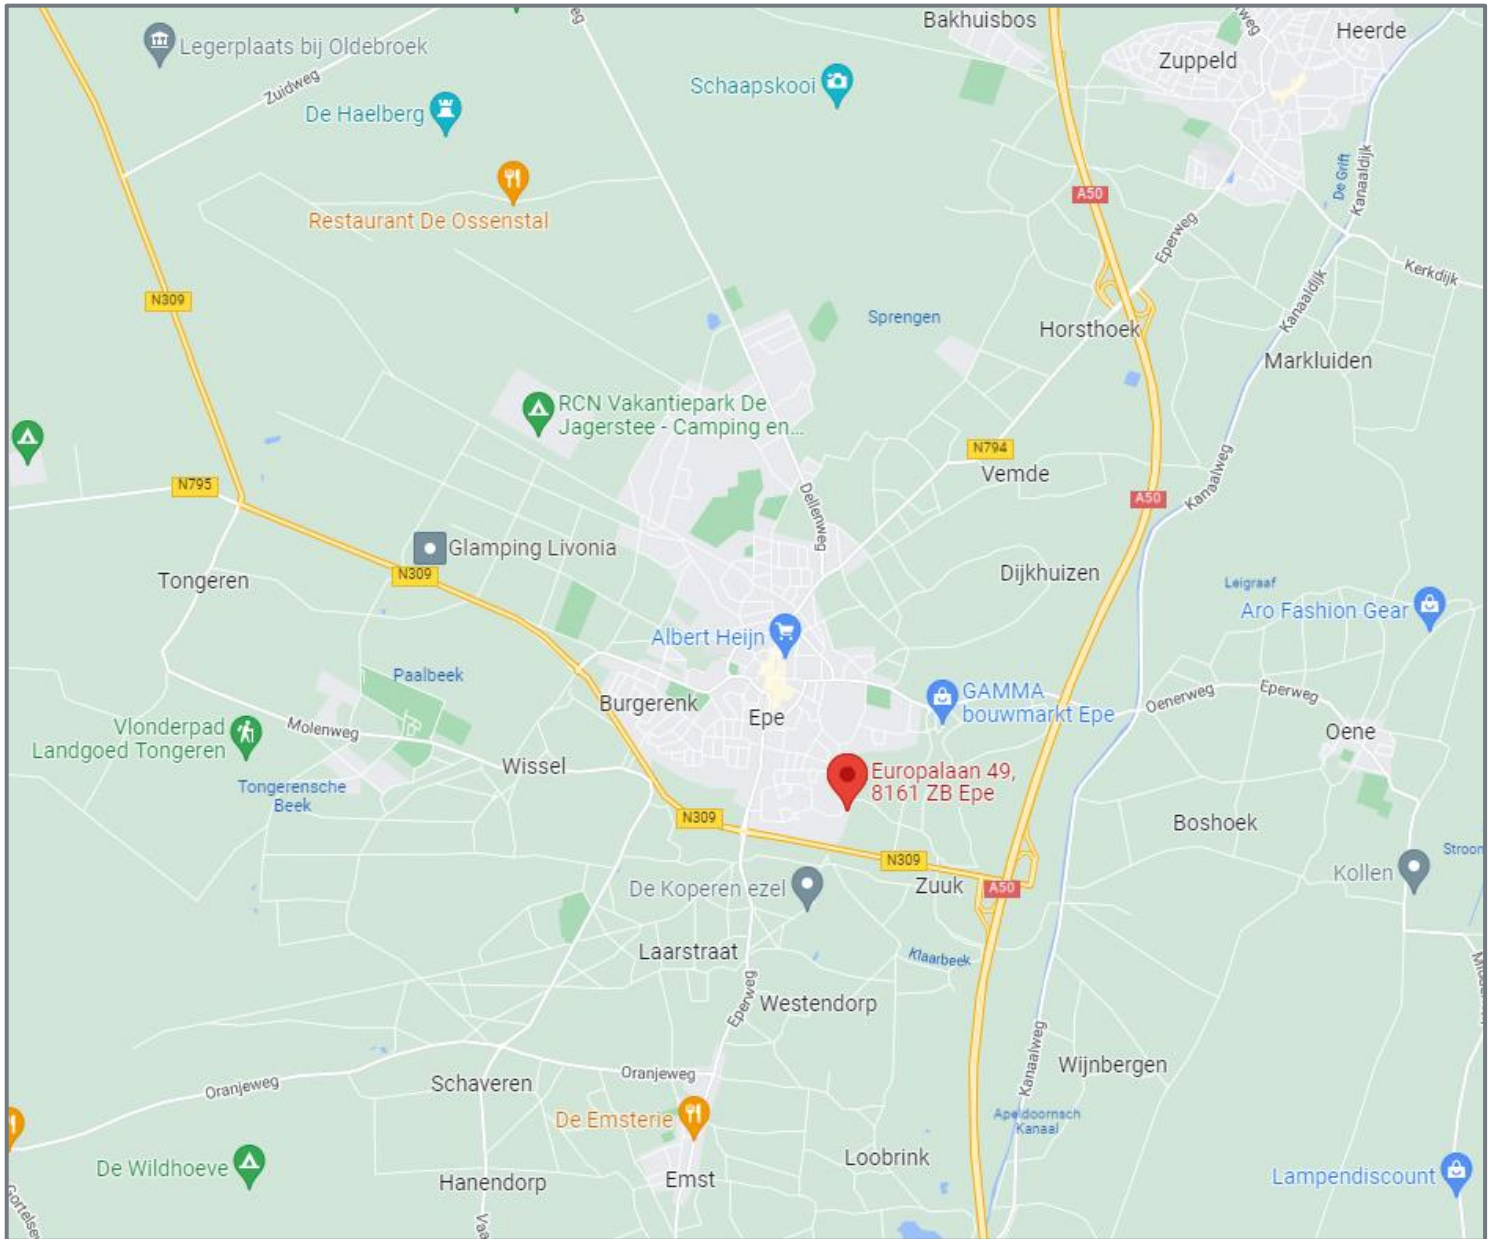 Bakhuisbos
Heerde
Legerplaats bij Oldebroek
Zuppeld
Zuidweg
Schaapskooi
De Haelberg
De Grift
Kanaaldijk
A50
Restaurant De Ossenstal
Eperweg
Kerkdijk
N309
Sprengen
Horsthoek
Kanaaldijk
Markluiden
RCN Vakantiepark De
Jagerstee - Camping en...
N794
Vemde
N795
A50
Kanaalweg
Dellenweg
Glamping Livonia
N309
Tongeren
Dijkhuizen
Leigraaf
Aro Fashion Gear
Albert Heijn
Paalbeek
GAMMA
bouwmarkt Epe
Oenerweg
Eperweg
Burgerenk
Epe
Vlonderpad
Landgoed Tongeren
Molenweg
Oene
Wissel
Europalaan 49,
8161 ZB Epe
Tongerensche
Beek
N309
Boshoek
Stroom
N309
Zuuk
A50
De Koperen ezel
Kollen
Laarstraat
Klaarbeek
Eperweg
Westendorp
Kanaalweg
Wijnbergen
Oranjeweg
Schaveren
Oranjeweg
De Emsterie
Apeldoornsch
Kanaal
De Wildhoeve
Loobrink
Hanendorp
Emst
Lampendiscount